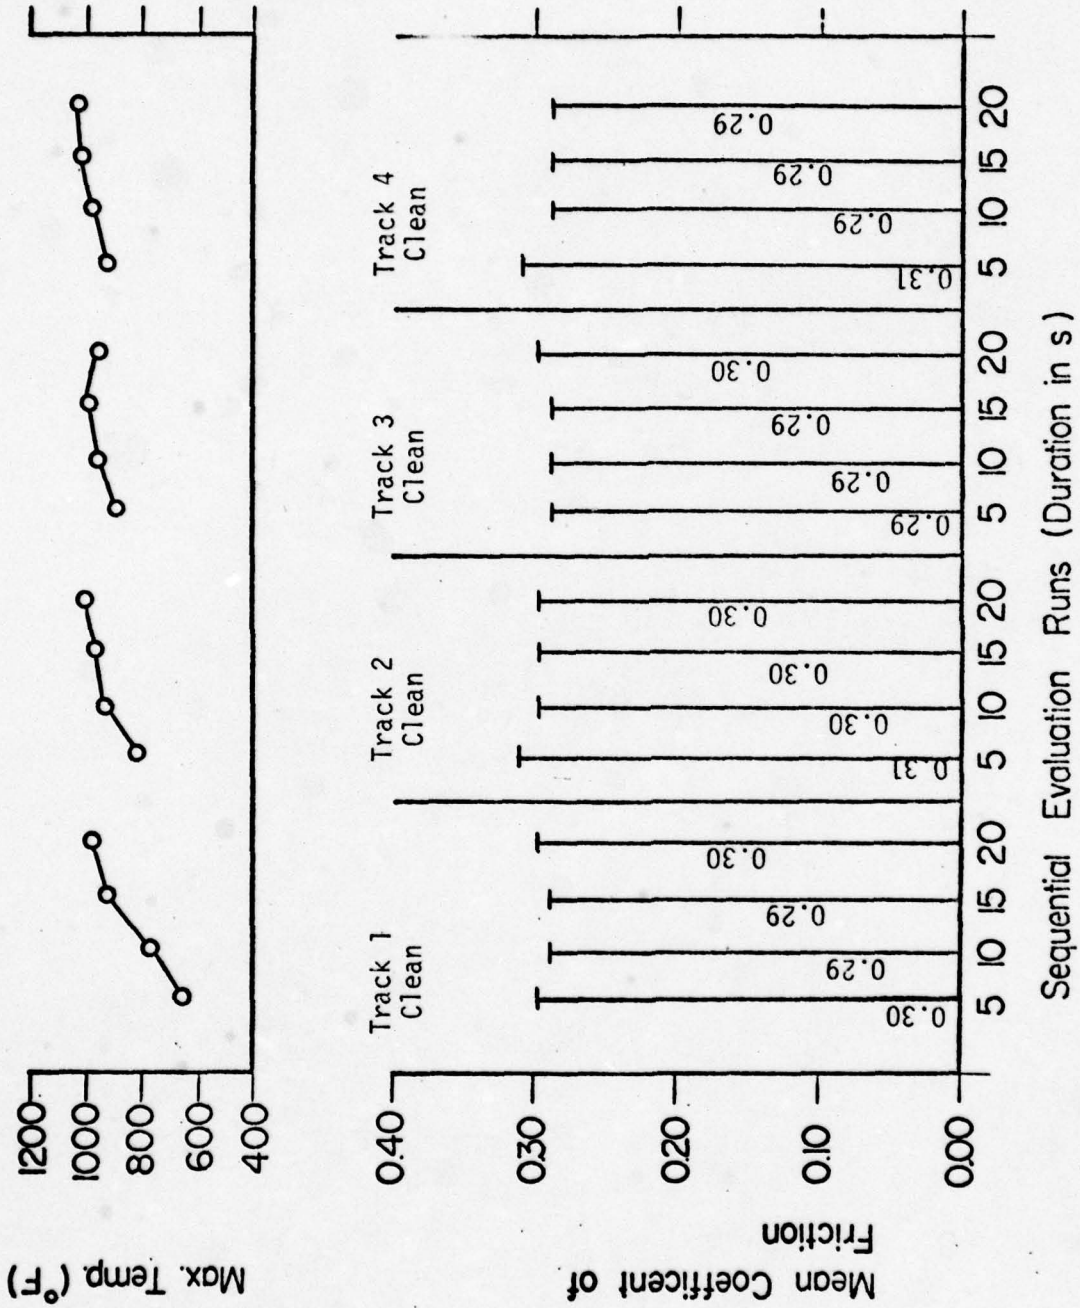 Max. Temp. (°F)
1200
1000
800
600
400
Mean Coefficent of
Friction
0.40
0.30
0.20
0.10
0.00
Track 1
Clean
Track 2
Clean
Track 3
Clean
Track 4
Clean
0.30
0.29
0.29
0.30
0.31
0.30
0.30
0.30
0.29
0.29
0.29
0.30
0.31
0.29
0.29
0.29
5 10 15 20 5 10 15 20 5 10 15 20 5 10 15 20
Sequential Evaluation Runs (Duration in s)